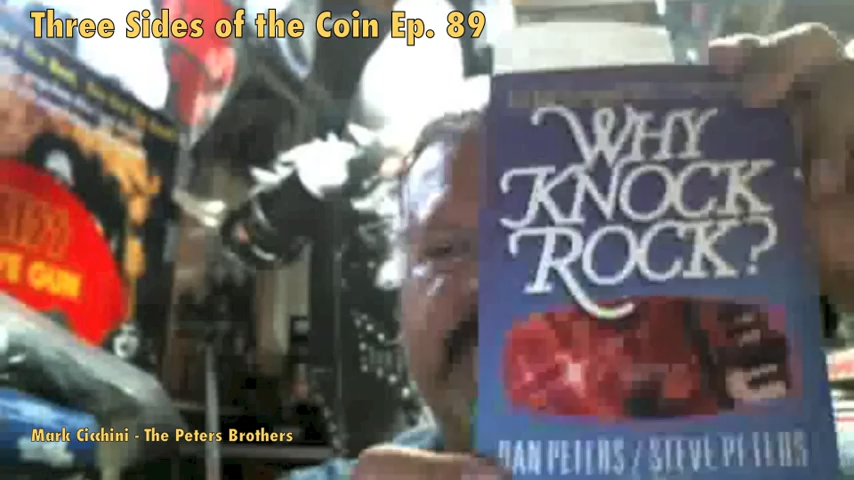 Three Sides of the Coin Ep. 89
WHY
KNOCK
ROCK?
DAN PETERS / STEVE PETERS
GUN
Mark Cicchini - The Peters Brothers